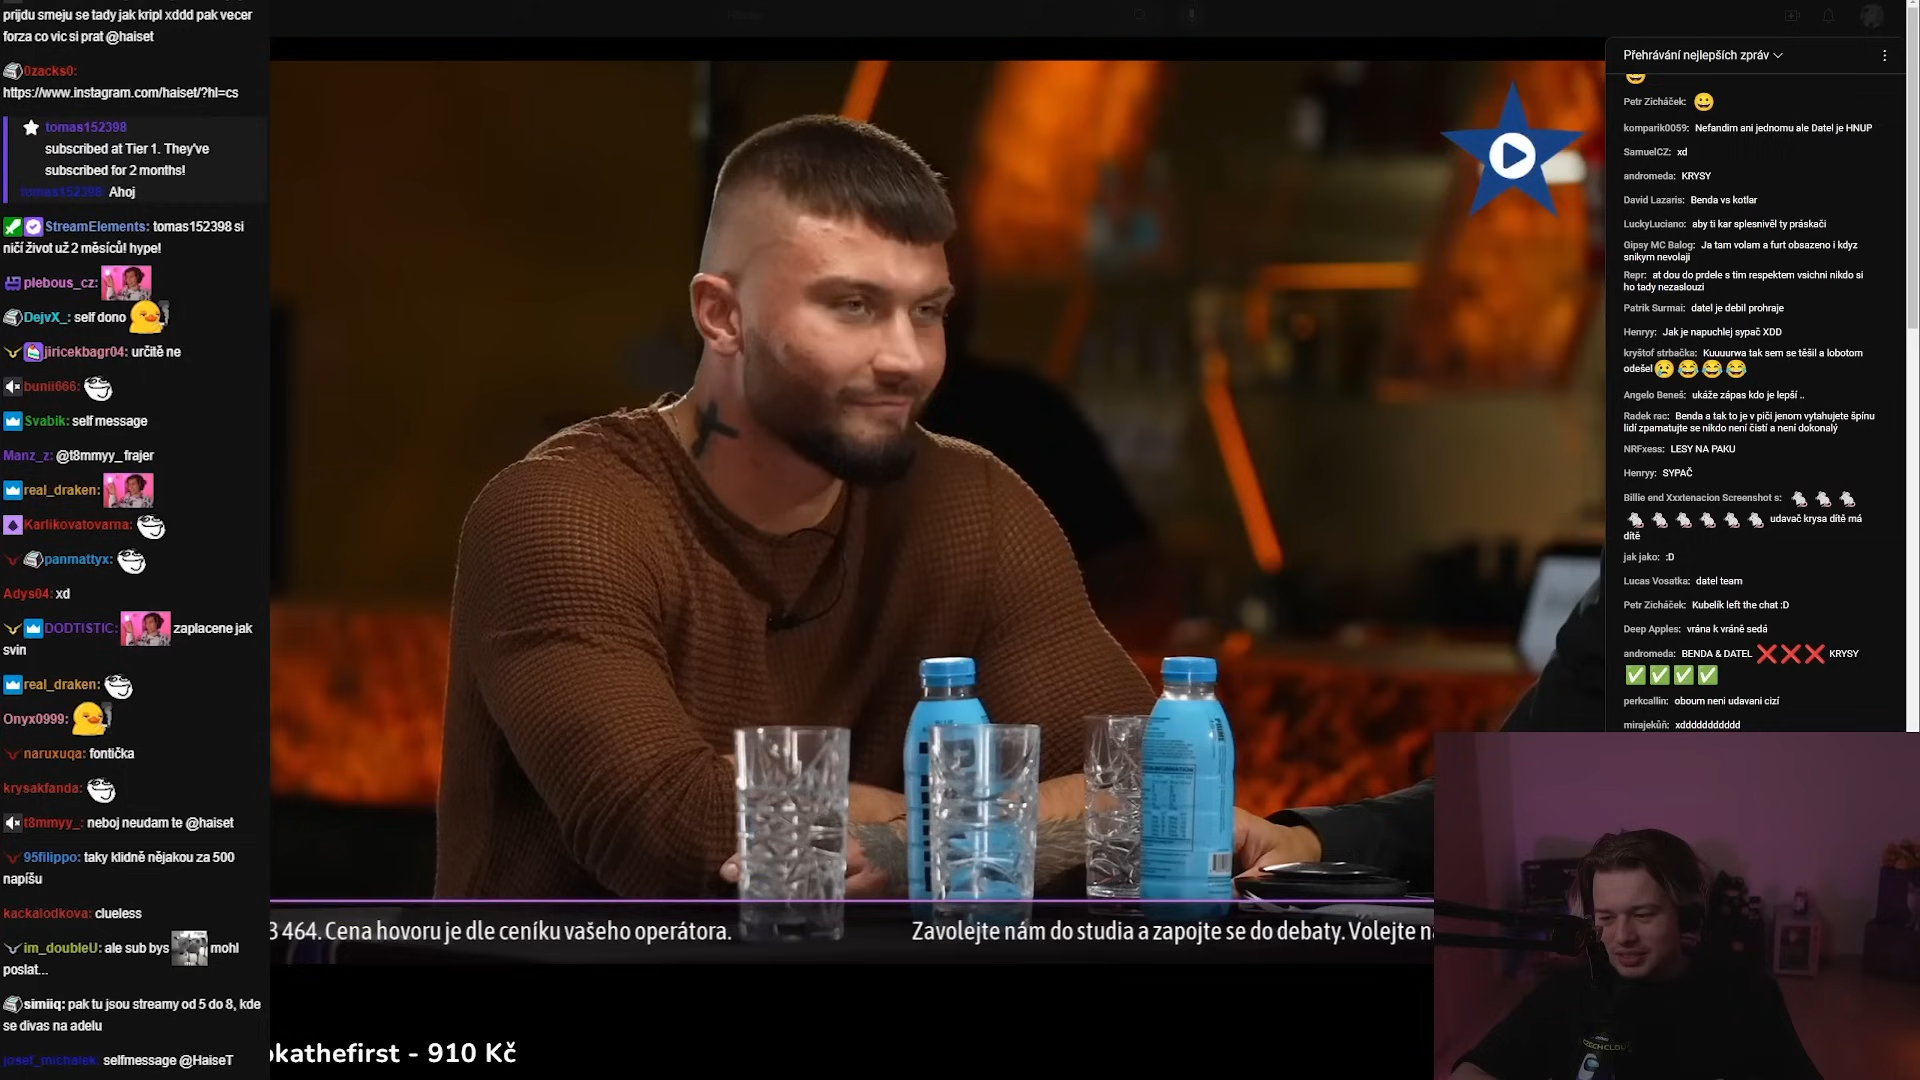 prijdu smeju se tady jak kripl xddd pak vecer
forza co vic si prat @haiset
0zacks0:
https://www.instagram.com/haiset/?hl=cs
tomas152398
subscribed at Tier 1. They've
subscribed for 2 months!
tomas152398 Ahoj
StreamElements: tomas152398 si
ničí život už 2 měsíců! hype!
plebous_cz:
DejvX_: self dono
jiricekbagr04: určitě ne
bunii666:
Svabik: self message
Manz_z: @t8mmyy_frajer
real_draken:
Karlikovatovarna:
panmattyx:
Adys04: xd
DODTISTIC: zaplacene jak
svin
real_draken:
Onyx0999:
naruxuqa: fontička
krysakfanda:
t8mmyy_: neboj neudam te @haiset
95filippo: taky klidně nějakou za 500
napíšu
kackalodkova: clueless
im_doubleU: ale sub bys mohl
poslat...
simiiq: pak tu jsou streamy od 5 do 8, kde
se divas na adelu
josef_michalek: selfmessage @HaiseT
3 464. Cena hovoru je dle ceníku vašeho operátora.
Zavolejte nám do studia a zapojte se do debaty. Volejte
okathefirst - 910 Kč
Přehrávání nejlepších zpráv
Petr Zicháček:
komparik0059: Nefandim ani jednomu ale Datel je HNUP
SamuelCZ: xd
andromeda: KRYSY
David Lazaris: Benda vs kotlar
LuckyLuciano: aby ti kar splesnivěl ty práskači
Gipsy MC Balog: Ja tam volam a furt obsazeno i kdyz
snikym nevolaji
Repr: at dou do prdele s tim respektem vsichni nikdo si
ho tady nezaslouzi
Patrik Surmai: datel je debil prohraje
Henryy: Jak je napuchlej sypač XDD
kryštof strbačka: Kuuuurwa tak sem se těšil a lobotom
odešel
Angelo Beneš: ukáže zápas kdo je lepší ..
Radek rac: Benda a tak to je v piči jenom vytahujete špínu
lidí zpamatujte se nikdo není čistí a není dokonalý
NRFxess: LESY NA PAKU
Henryy: SYPAČ
Billie end Xxxtenacion Screenshot s:
udavač krysa dítě má
dítě
jak jako: :D
Lucas Vosatka: datel team
Petr Zicháček: Kubelík left the chat :D
Deep Apples: vrána k vráně sedá
andromeda: BENDA & DATEL ❌❌❌ KRYSY
✅✅✅✅
perkcallin: oboum neni udavani cizí
mirajekůň: xddddddddddd